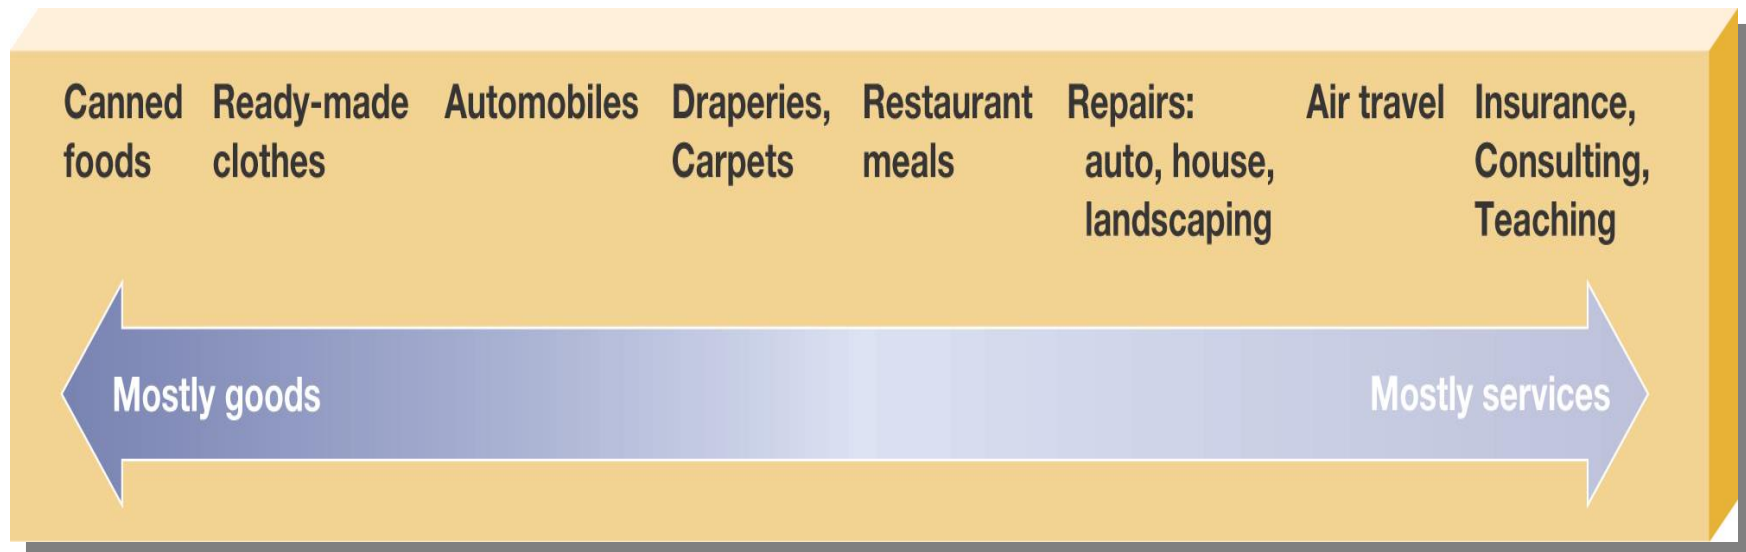 Canned foods
Ready-made clothes
Automobiles
Draperies, Carpets
Restaurant meals
Repairs: auto, house, landscaping
Air travel
Insurance, Consulting, Teaching
Mostly goods
Mostly services